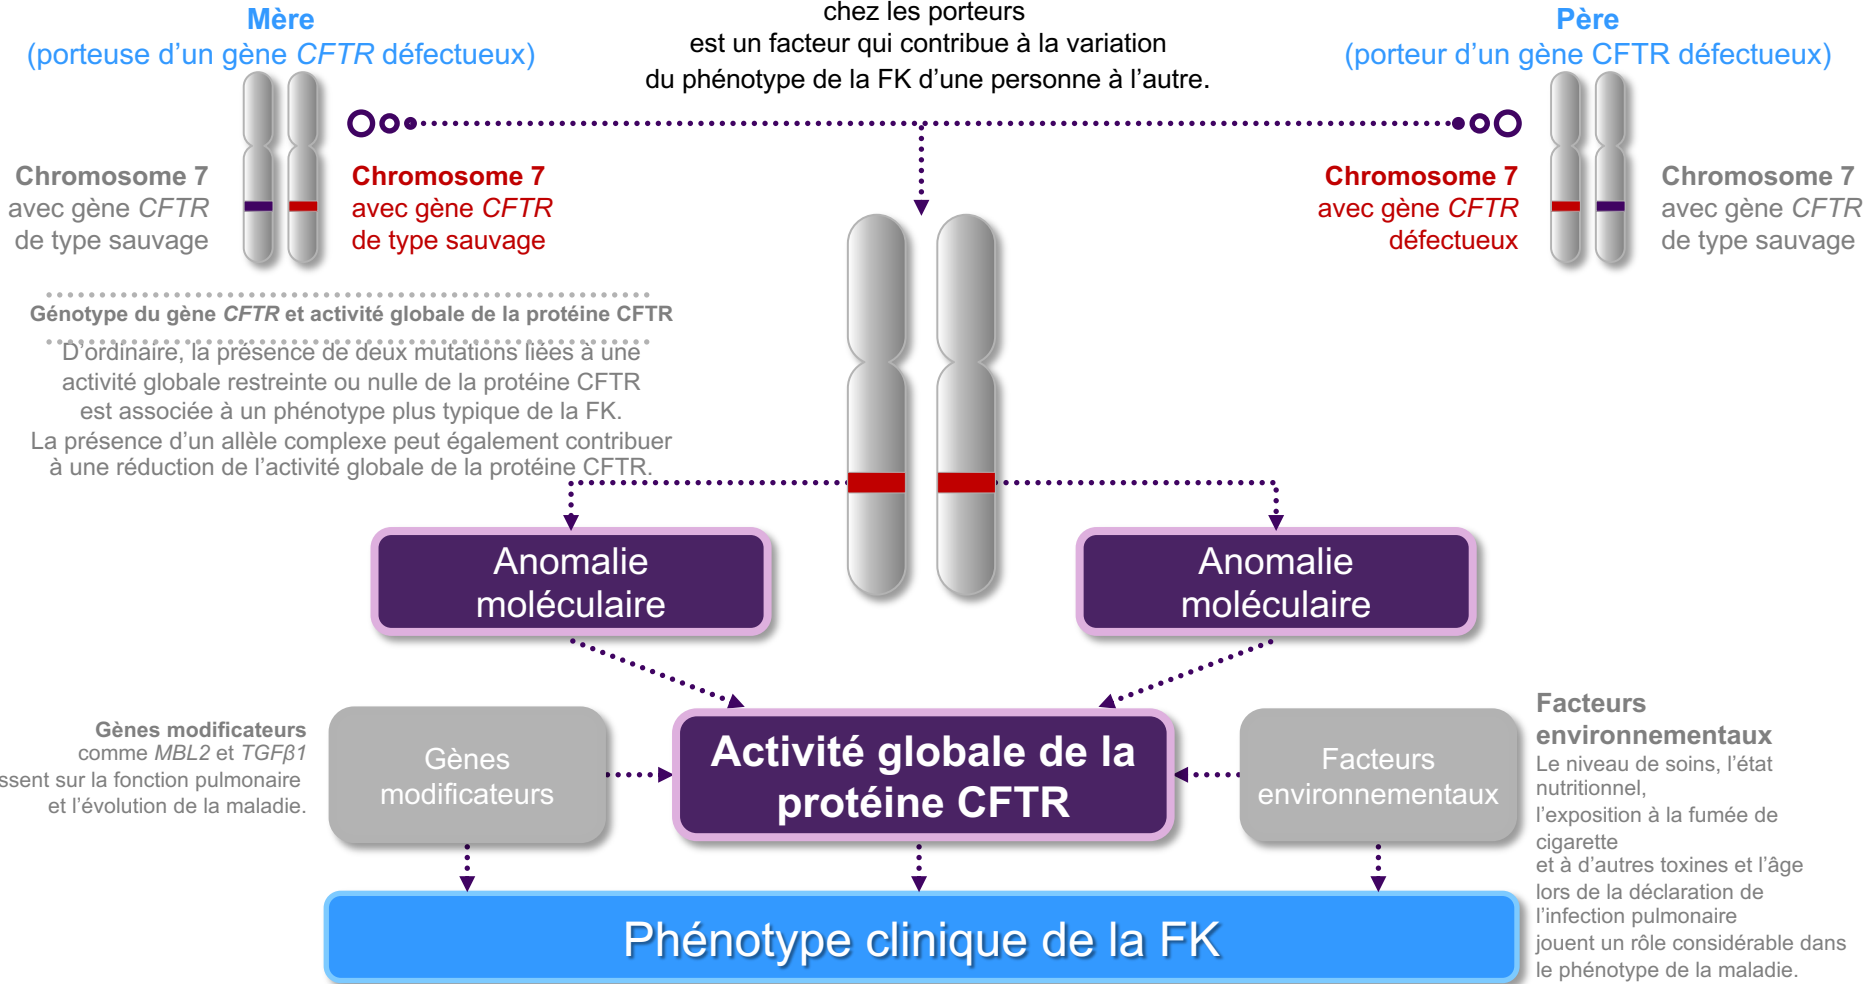 chez les porteurs
est un facteur qui contribue à la variation
du phénotype de la FK d’une personne à l’autre.
Mère
(porteuse d’un gène CFTR défectueux)
Père
(porteur d’un gène CFTR défectueux)
Chromosome 7
avec gène CFTR
de type sauvage
Chromosome 7
avec gène CFTR
de type sauvage
Chromosome 7
avec gène CFTR
défectueux
Chromosome 7
avec gène CFTR
de type sauvage
Génotype du gène CFTR et activité globale de la protéine CFTR
D’ordinaire, la présence de deux mutations liées à une
activité globale restreinte ou nulle de la protéine CFTR
est associée à un phénotype plus typique de la FK.
La présence d’un allèle complexe peut également contribuer
à une réduction de l’activité globale de la protéine CFTR.
Anomalie
moléculaire
Anomalie
moléculaire
Gènes modificateurs
comme MBL2 et TGFβ1
ssent sur la fonction pulmonaire
et l’évolution de la maladie.
Gènes
modificateurs
Activité globale de la
protéine CFTR
Facteurs
environnementaux
Facteurs
environnementaux
Le niveau de soins, l’état
nutritionnel,
l’exposition à la fumée de
cigarette
et à d’autres toxines et l’âge
lors de la déclaration de
l’infection pulmonaire
jouent un rôle considérable dans
le phénotype de la maladie.
Phénotype clinique de la FK